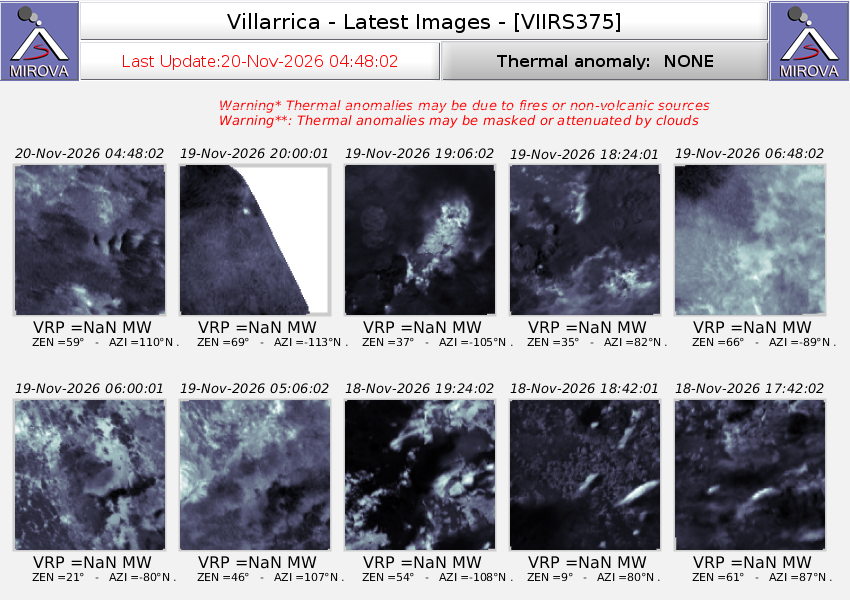 Villarrica - Latest Images - [VIIRS375]
MIROVA
Last Update:20-Nov-2026 04:48:02
Thermal anomaly: NONE
MIROVA
Warning* Thermal anomalies may be due to fires or non-volcanic sources
Warning**: Thermal anomalies may be masked or attenuated by clouds
20-Nov-2026 04:48:02 19-Nov-2026 20:00:01 19-Nov-2026 19:06:02 19-Nov-2026 18:24:01 19-Nov-2026 06:48:02
VRP =NaN MW VRP =NaN MW VRP =NaN MW VRP =NaN MW VRP =NaN MW
ZEN =59° - AZI =110°N . ZEN =69° - AZI =-113°N . ZEN =37° - AZI =-105°N . ZEN =35° - AZI =82°N . ZEN =66° - AZI =-89°N .
19-Nov-2026 06:00:01 19-Nov-2026 05:06:02 18-Nov-2026 19:24:02 18-Nov-2026 18:42:01 18-Nov-2026 17:42:02
VRP =NaN MW VRP =NaN MW VRP =NaN MW VRP =NaN MW VRP =NaN MW
ZEN =21° - AZI =-80°N . ZEN =46° - AZI =107°N . ZEN =54° - AZI =-108°N . ZEN =9° - AZI =80°N . ZEN =61° - AZI =87°N .